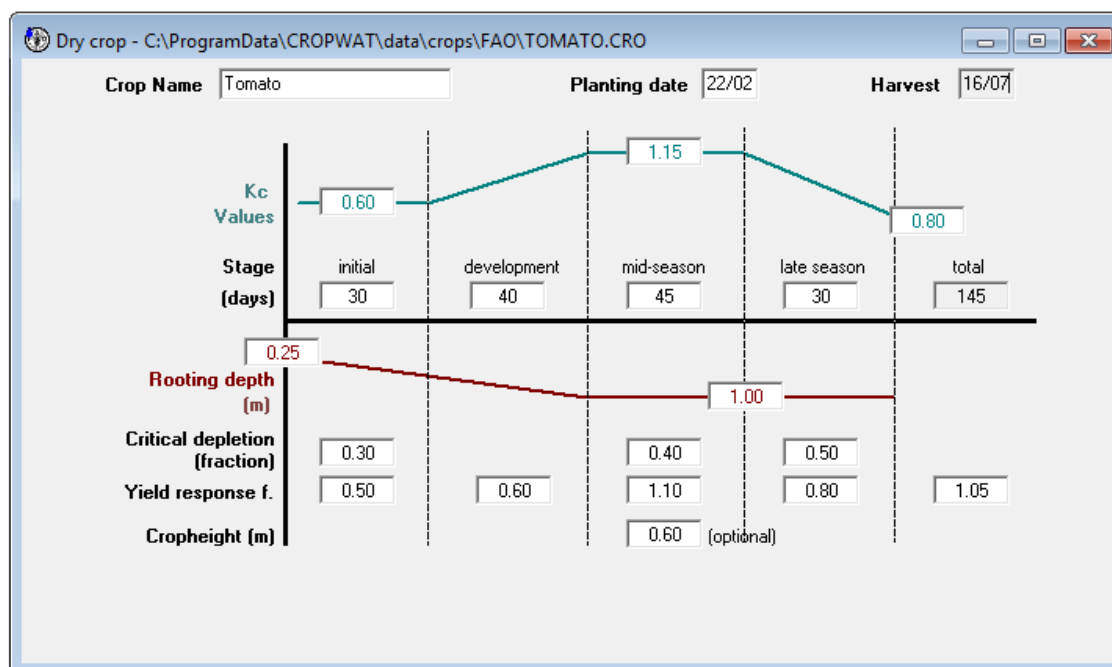 Dry crop - C:\ProgramData\CROPWAT\data\crops\FAO\TOMATO.CRO
Crop Name Tomato Planting date 22/02 Harvest 16/07
Kc Values 0.60 1.15 0.80
Stage initial development mid-season late season total
(days) 30 40 45 30 145
0.25
Rooting depth
(m) 1.00
Critical depletion
(fraction) 0.30 0.40 0.50
Yield response f. 0.50 0.60 1.10 0.80 1.05
Cropheight (m) 0.60 (optional)